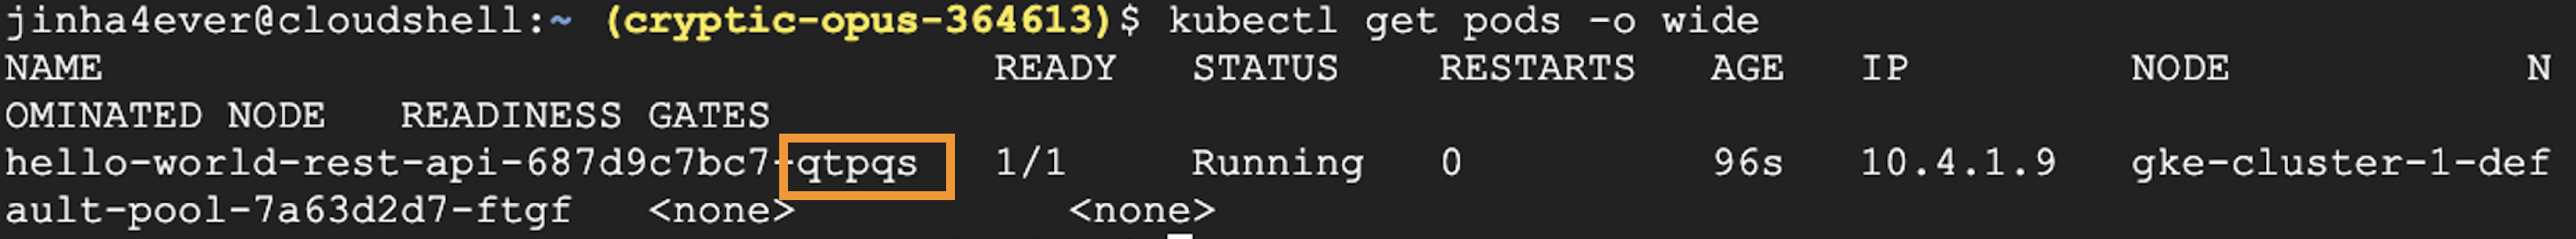 jinha4ever@cloudshell:~ (cryptic-opus-364613)$ kubectl get pods -o wide
NAME                                    READY   STATUS    RESTARTS   AGE   IP         NODE            N
OMINATED NODE   READINESS GATES
hello-world-rest-api-687d9c7bc7-qtpqs   1/1     Running   0          96s   10.4.1.9   gke-cluster-1-def
ault-pool-7a63d2d7-ftgf   <none>           <none>